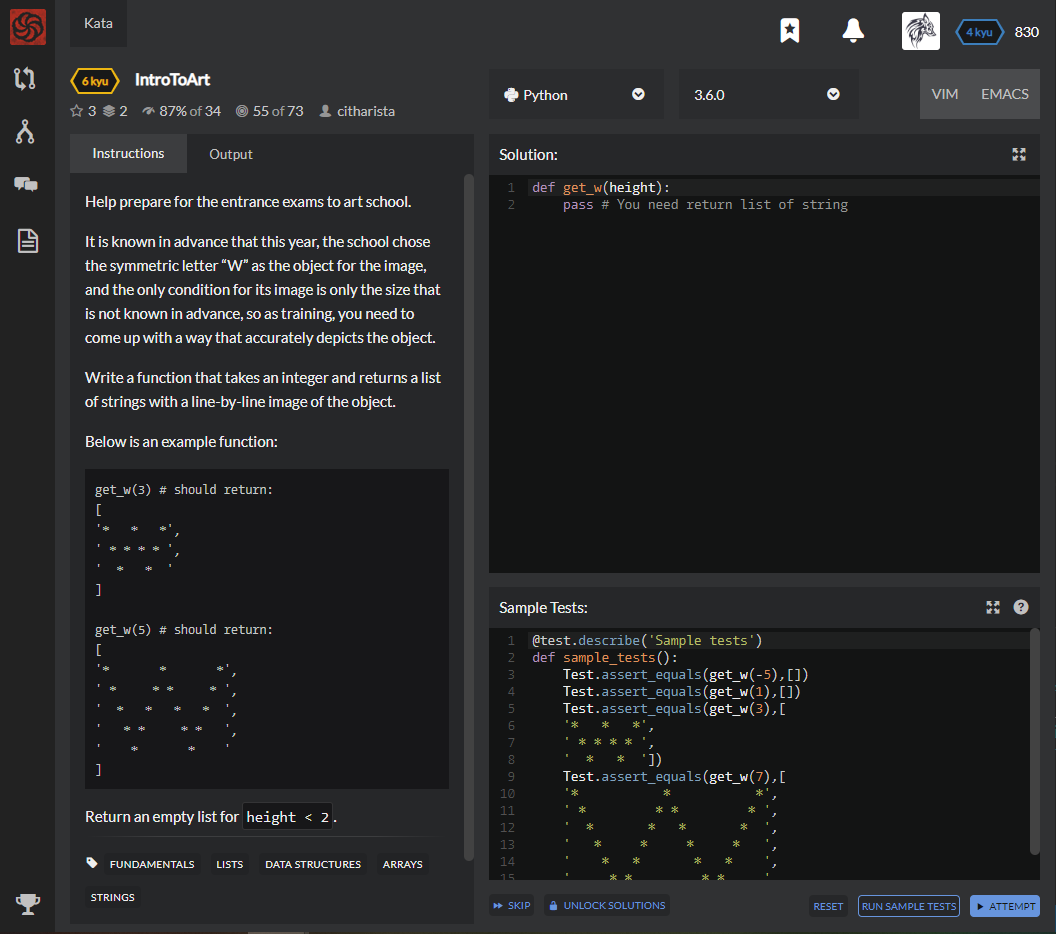 Kata
4 kyu 830
6 kyu IntroToArt
3 2 87% of 34 55 of 73 citharista
Python
3.6.0
VIM EMACS
Instructions Output
Help prepare for the entrance exams to art school.
It is known in advance that this year, the school chose
the symmetric letter “W” as the object for the image,
and the only condition for its image is only the size that
is not known in advance, so as training, you need to
come up with a way that accurately depicts the object.
Write a function that takes an integer and returns a list
of strings with a line-by-line image of the object.
Below is an example function:
get_w(3) # should return:
[
'*   *   *',
' * * * * ',
'  *   *  '
]
get_w(5) # should return:
[
'*       *       *',
' *     * *     * ',
'  *   *   *   *  ',
'   * *     * *   ',
'    *       *    '
]
Return an empty list for height < 2.
FUNDAMENTALS LISTS DATA STRUCTURES ARRAYS
STRINGS
Solution:
1 def get_w(height):
2     pass # You need return list of string
Sample Tests:
1 @test.describe('Sample tests')
2 def sample_tests():
3     Test.assert_equals(get_w(-5),[])
4     Test.assert_equals(get_w(1),[])
5     Test.assert_equals(get_w(3),[
6     '*   *   *',
7     ' * * * * ',
8     '  *   *  '])
9     Test.assert_equals(get_w(7),[
10     '*           *           *',
11     ' *         * *         * ',
12     '  *       *   *       *  ',
13     '   *     *     *     *   ',
14     '    *   *       *   *    ',
15     '     * *         * *     '
SKIP UNLOCK SOLUTIONS RESET RUN SAMPLE TESTS ATTEMPT